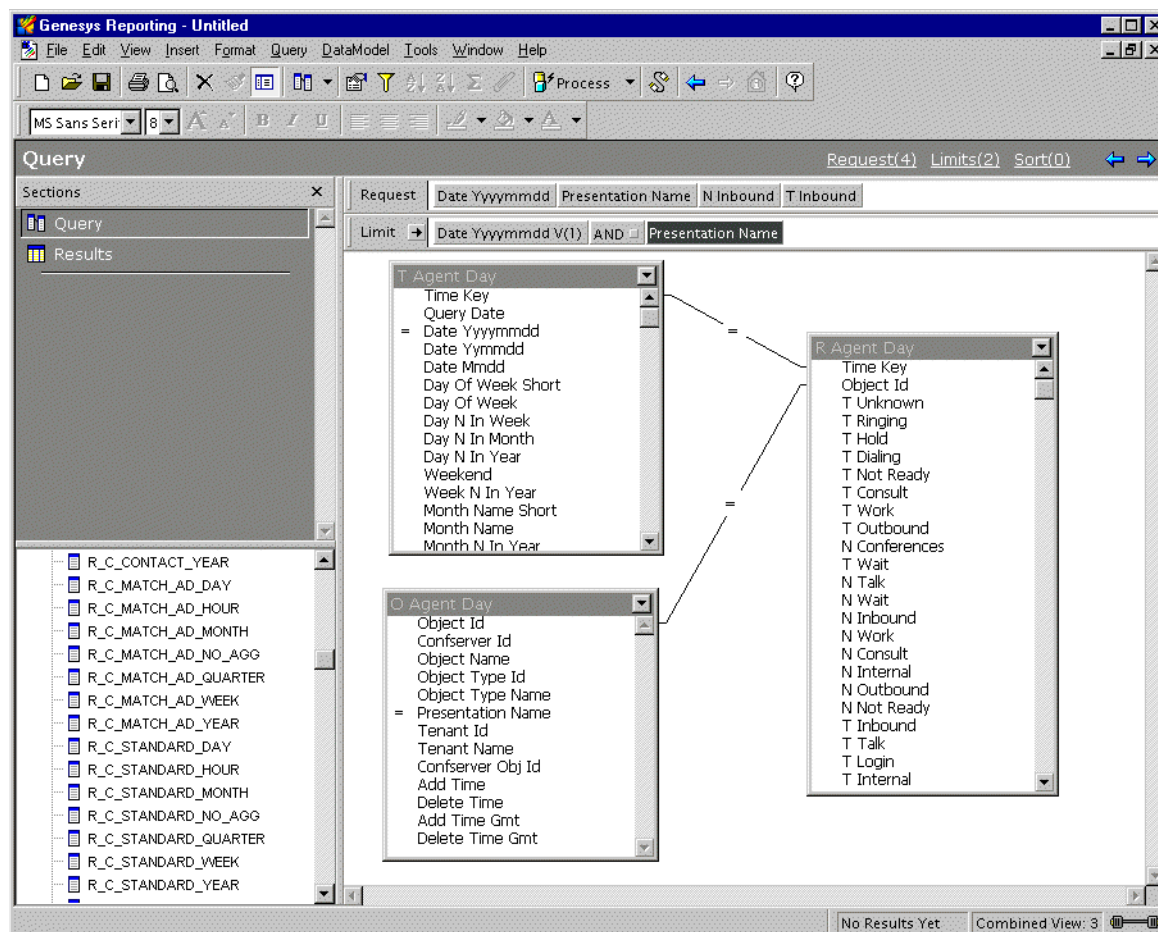 Genesys Reporting - Untitled
File Edit View Insert Format Query DataModel Tools Window Help
Process
MS Sans Seri 8 A A B I U A
Query Request(4) Limits(2) Sort(0)
Sections
Query
Results
Request Date Yyyymmdd Presentation Name N Inbound T Inbound
Limit Date Yyyymmdd V(1) AND Presentation Name
T Agent Day
Time Key
Query Date
= Date Yyyymmdd
Date Yymmdd
Date Mmdd
Day Of Week Short
Day Of Week
Day N In Week
Day N In Month
Day N In Year
Weekend
Week N In Year
Month Name Short
Month Name
Month N In Year
=
=
R Agent Day
Time Key
Object Id
T Unknown
T Ringing
T Hold
T Dialing
T Not Ready
T Consult
T Work
T Outbound
N Conferences
T Wait
N Talk
N Wait
N Inbound
N Work
N Consult
N Internal
N Outbound
N Not Ready
T Inbound
T Talk
T Login
T Internal
O Agent Day
Object Id
Confserver Id
Object Name
Object Type Id
Object Type Name
= Presentation Name
Tenant Id
Tenant Name
Confserver Obj Id
Add Time
Delete Time
Add Time Gmt
Delete Time Gmt
R_C_CONTACT_YEAR
R_C_MATCH_AD_DAY
R_C_MATCH_AD_HOUR
R_C_MATCH_AD_MONTH
R_C_MATCH_AD_NO_AGG
R_C_MATCH_AD_QUARTER
R_C_MATCH_AD_WEEK
R_C_MATCH_AD_YEAR
R_C_STANDARD_DAY
R_C_STANDARD_HOUR
R_C_STANDARD_MONTH
R_C_STANDARD_NO_AGG
R_C_STANDARD_QUARTER
R_C_STANDARD_WEEK
R_C_STANDARD_YEAR
No Results Yet Combined View: 3